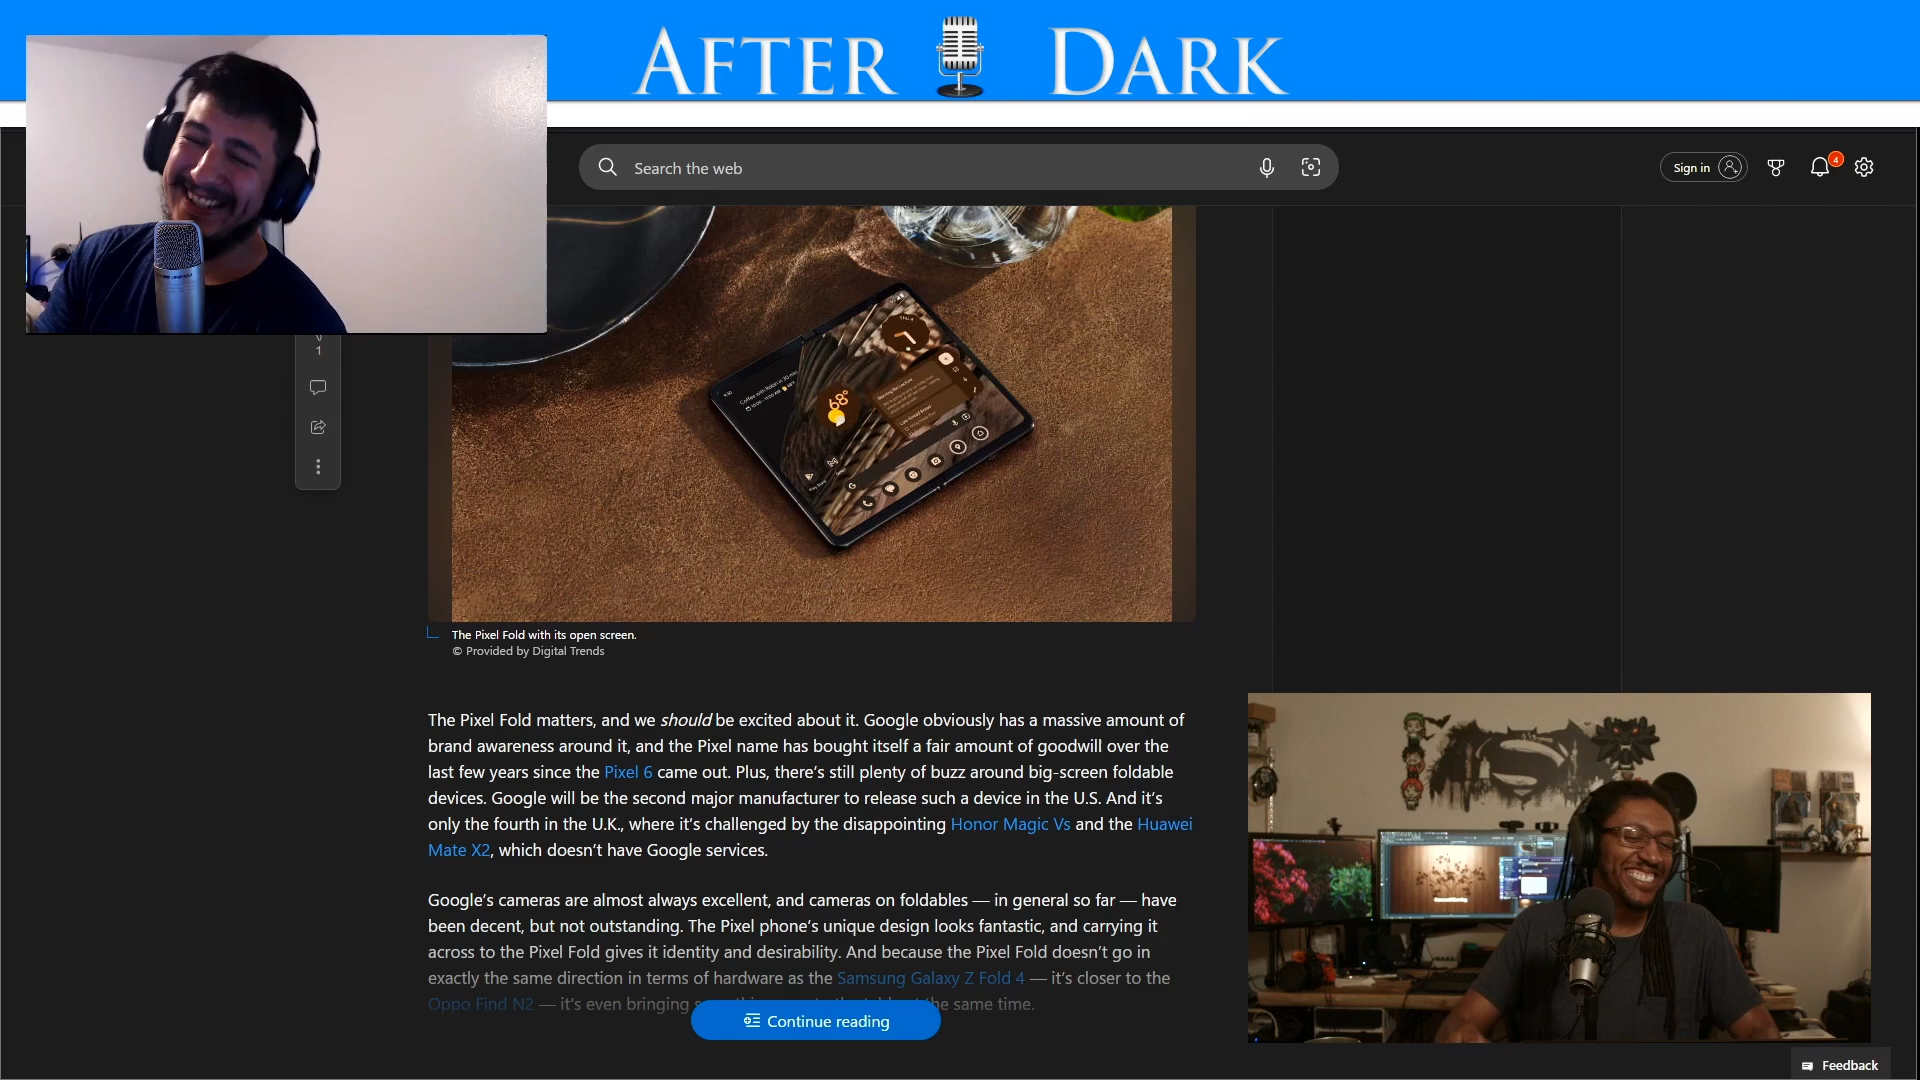 AFTER DARK
Search the web
Sign in
4
1
68°
The Pixel Fold with its open screen.
© Provided by Digital Trends
The Pixel Fold matters, and we should be excited about it. Google obviously has a massive amount of
brand awareness around it, and the Pixel name has bought itself a fair amount of goodwill over the
last few years since the Pixel 6 came out. Plus, there’s still plenty of buzz around big-screen foldable
devices. Google will be the second major manufacturer to release such a device in the U.S. And it’s
only the fourth in the U.K., where it’s challenged by the disappointing Honor Magic Vs and the Huawei
Mate X2, which doesn’t have Google services.
Google’s cameras are almost always excellent, and cameras on foldables — in general so far — have
been decent, but not outstanding. The Pixel phone’s unique design looks fantastic, and carrying it
across to the Pixel Fold gives it identity and desirability. And because the Pixel Fold doesn’t go in
exactly the same direction in terms of hardware as the Samsung Galaxy Z Fold 4 — it’s closer to the
Oppo Find N2 — it’s even bringing the same time.
Continue reading
Feedback